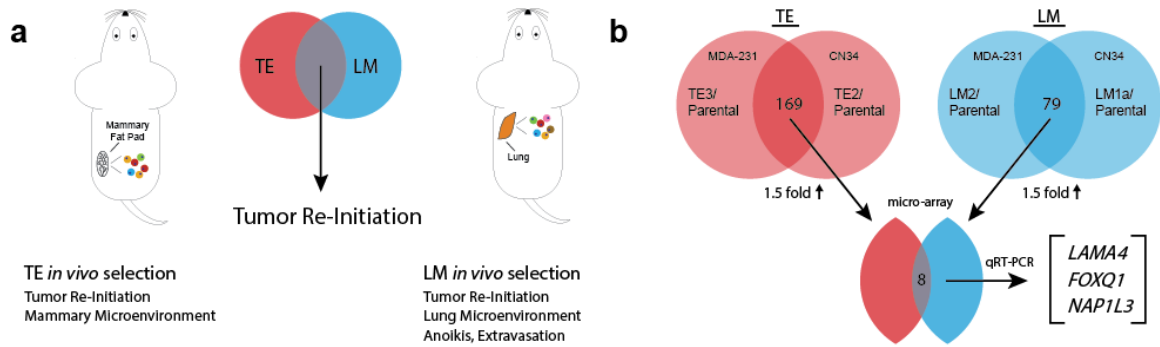 a
Mammary
Fat Pad
TE
LM
Lung
Tumor Re-Initiation
TE in vivo selection
Tumor Re-Initiation
Mammary Microenvironment
LM in vivo selection
Tumor Re-Initiation
Lung Microenvironment
Anoikis, Extravasation
b
TE
MDA-231
CN34
TE3/
Parental
169
TE2/
Parental
1.5 fold ↑
LM
MDA-231
CN34
LM2/
Parental
79
LM1a/
Parental
1.5 fold ↑
micro-array
8
qRT-PCR
LAMA4
FOXQ1
NAP1L3